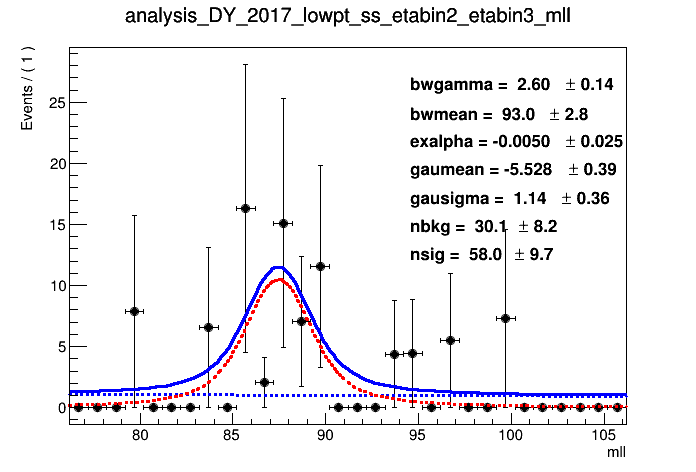 analysis_DY_2017_lowpt_ss_etabin2_etabin3_mll
Events / ( 1 )
25
20
15
10
5
0
bwgamma = 2.60 ± 0.14
bwmean = 93.0 ± 2.8
exalpha = -0.0050 ± 0.025
gaumean = -5.528 ± 0.39
gausigma = 1.14 ± 0.36
nbkg = 30.1 ± 8.2
nsig = 58.0 ± 9.7
80 85 90 95 100 105
mll